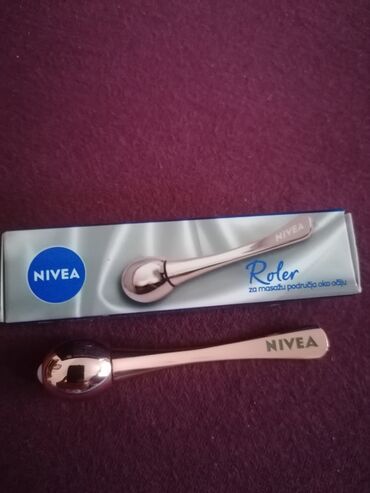 NIVEA
NIVEA
Roler
za masažu područja oko očiju
NIVEA